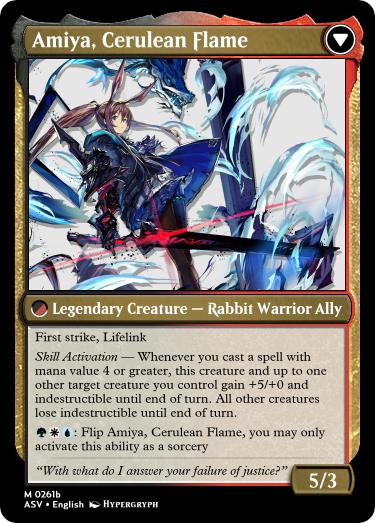 Amiya, Cerulean Flame
Legendary Creature — Rabbit Warrior Ally
First strike, Lifelink
Skill Activation — Whenever you cast a spell with
mana value 4 or greater, this creature and up to one
other target creature you control gain +5/+0 and
indestructible until end of turn. All other creatures
lose indestructible until end of turn.
: Flip Amiya, Cerulean Flame, you may only
activate this ability as a sorcery
“With what do I answer your failure of justice?”
5/3
M 0261b
ASV • English HYPERGRYPH